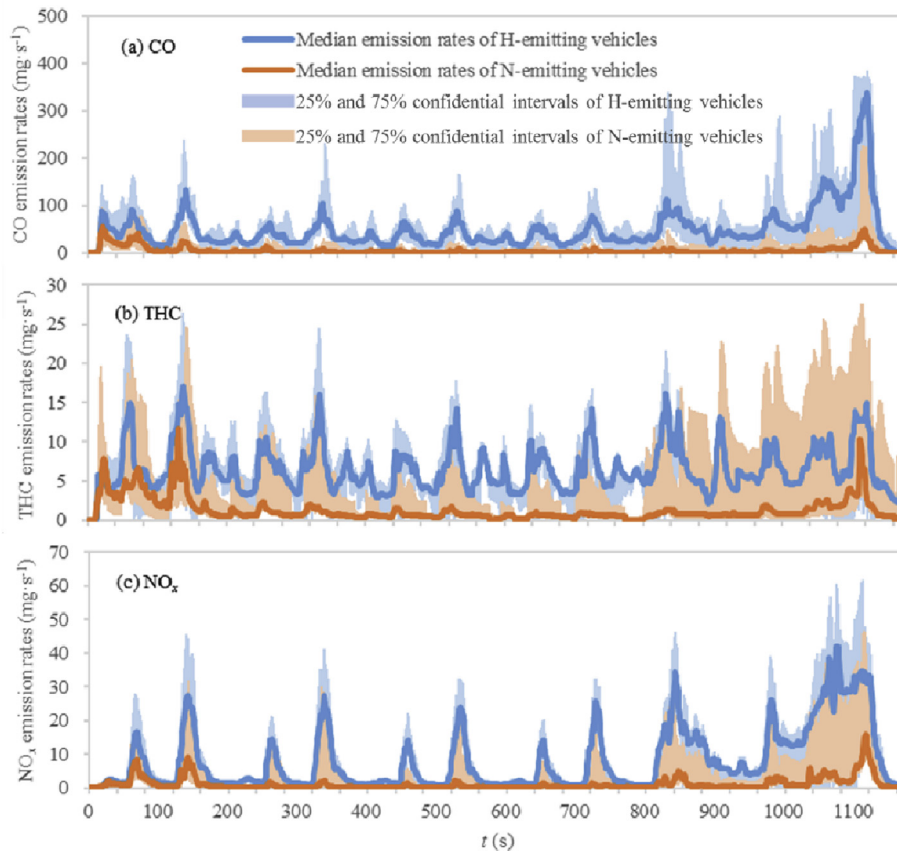 (a) CO
Median emission rates of H-emitting vehicles
Median emission rates of N-emitting vehicles
25% and 75% confidential intervals of H-emitting vehicles
25% and 75% confidential intervals of N-emitting vehicles
CO emission rates (mg·s⁻¹)
500
400
300
200
100
0
(b) THC
THC emission rates (mg·s⁻¹)
30
25
20
15
10
5
0
(c) NOₓ
NOₓ emission rates (mg·s⁻¹)
70
60
50
40
30
20
10
0
0 100 200 300 400 500 600 700 800 900 1000 1100
t (s)